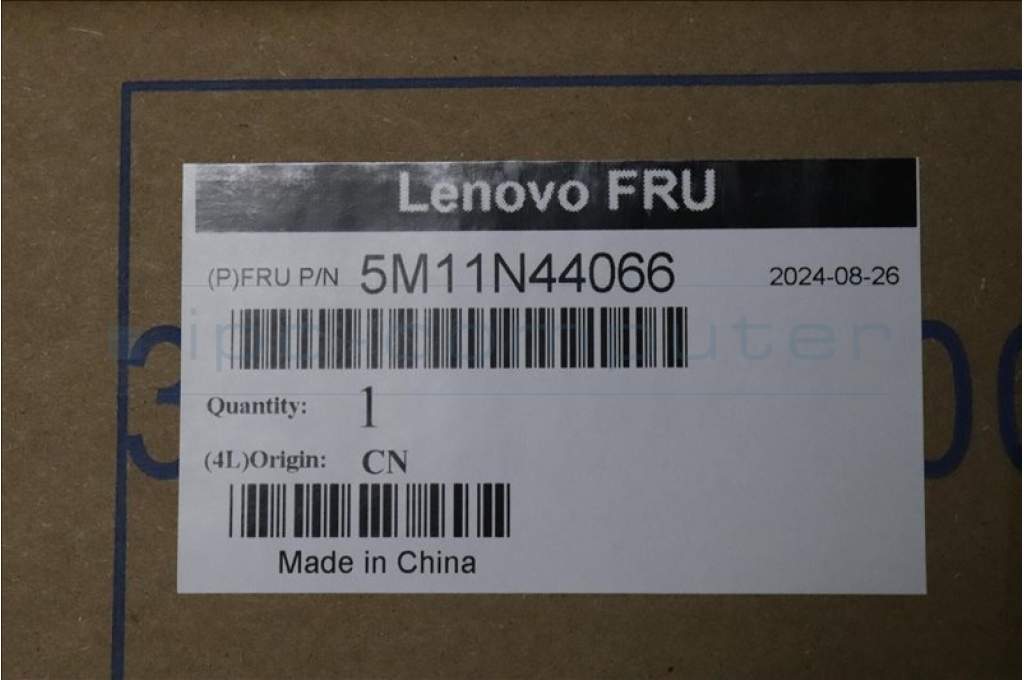 Lenovo FRU
(P)FRU P/N 5M11N44066 2024-08-26
Quantity: 1
(4L)Origin: CN
Made in China